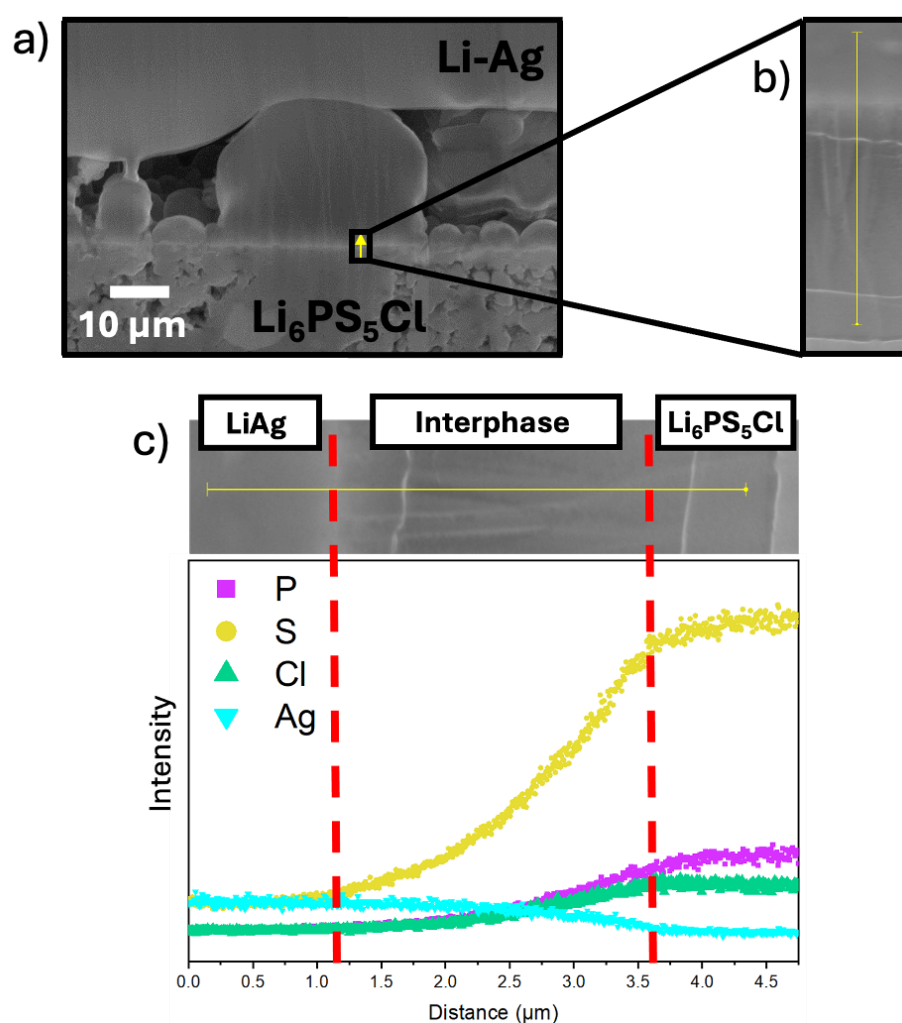 a)
Li-Ag
b)
10 µm
Li₆PS₅Cl
c)
LiAg
Interphase
Li₆PS₅Cl
P
S
Cl
Ag
Intensity
0.0 0.5 1.0 1.5 2.0 2.5 3.0 3.5 4.0 4.5
Distance (µm)